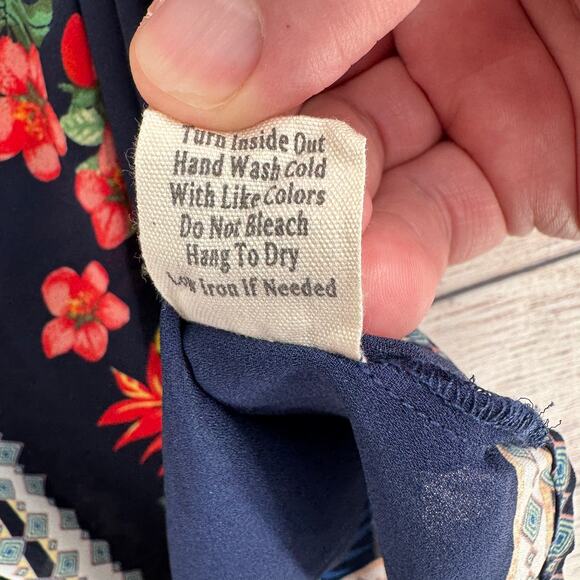 Turn Inside Out
Hand Wash Cold
With Like Colors
Do Not Bleach
Hang To Dry
Low Iron If Needed